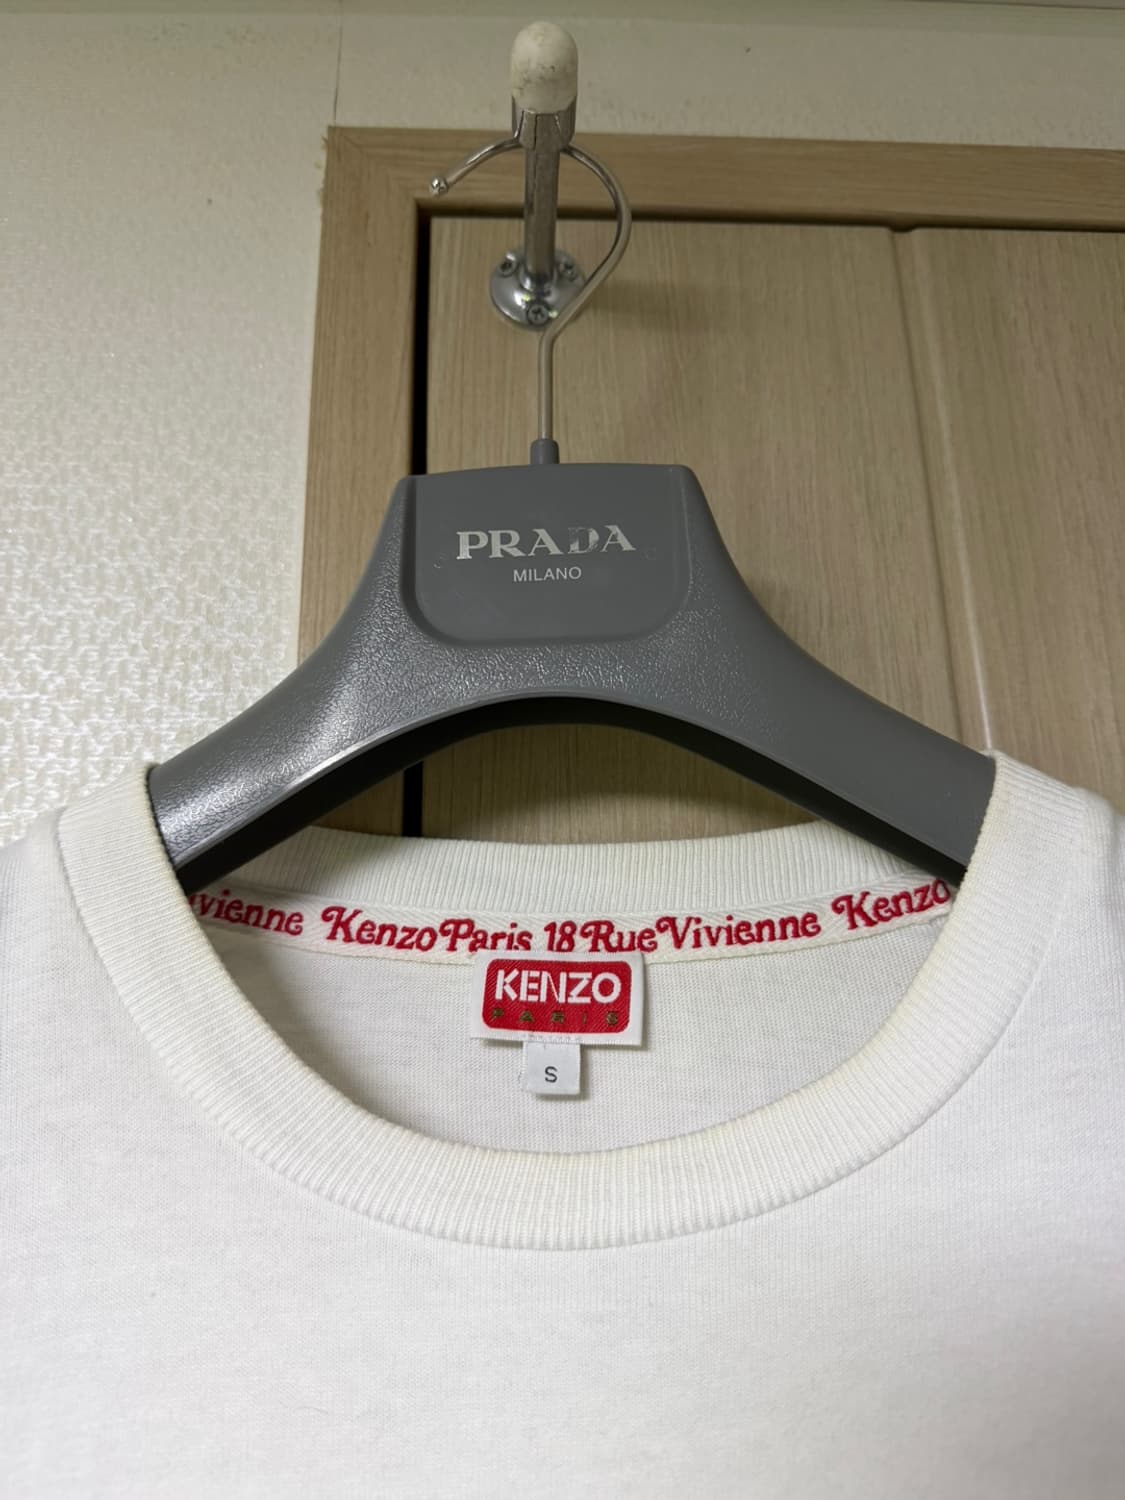 PRADA
MILANO
Vivienne Kenzo Paris 18 Rue Vivienne Kenzo
KENZO
PARIS
S